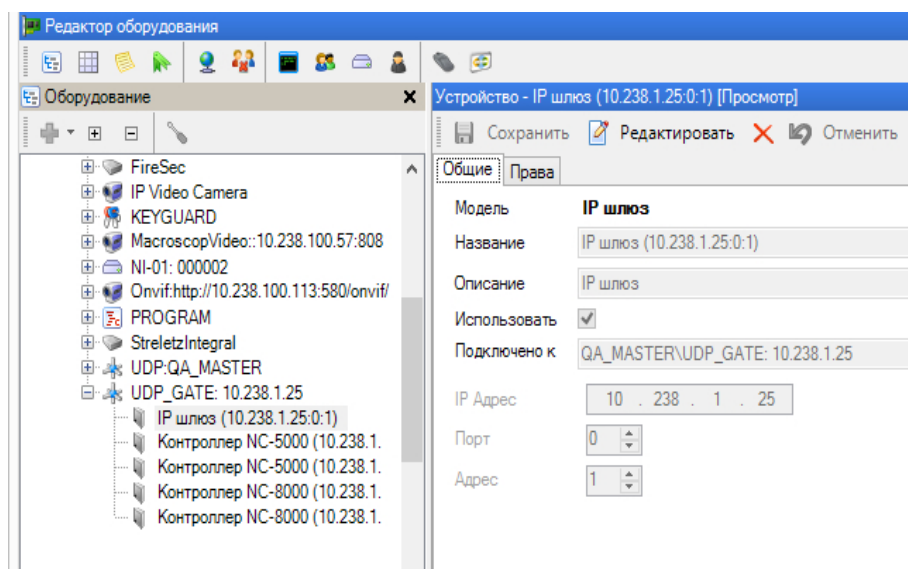 Редактор оборудования
Оборудование
FireSec
IP Video Camera
KEYGUARD
MacroscopVideo::10.238.100.57:808
NI-01: 000002
Onvif:http://10.238.100.113:580/onvif/
PROGRAM
StreletzIntegral
UDP:QA_MASTER
UDP_GATE: 10.238.1.25
IP шлюз (10.238.1.25:0:1)
Контроллер NC-5000 (10.238.1.
Контроллер NC-5000 (10.238.1.
Контроллер NC-8000 (10.238.1.
Контроллер NC-8000 (10.238.1.
Устройство - IP шлюз (10.238.1.25:0:1) [Просмотр]
Сохранить Редактировать Отменить
Общие Права
Модель IP шлюз
Название IP шлюз (10.238.1.25:0:1)
Описание IP шлюз
Использовать
Подключено к QA_MASTER\UDP_GATE: 10.238.1.25
IP Адрес 10 . 238 . 1 . 25
Порт 0
Адрес 1